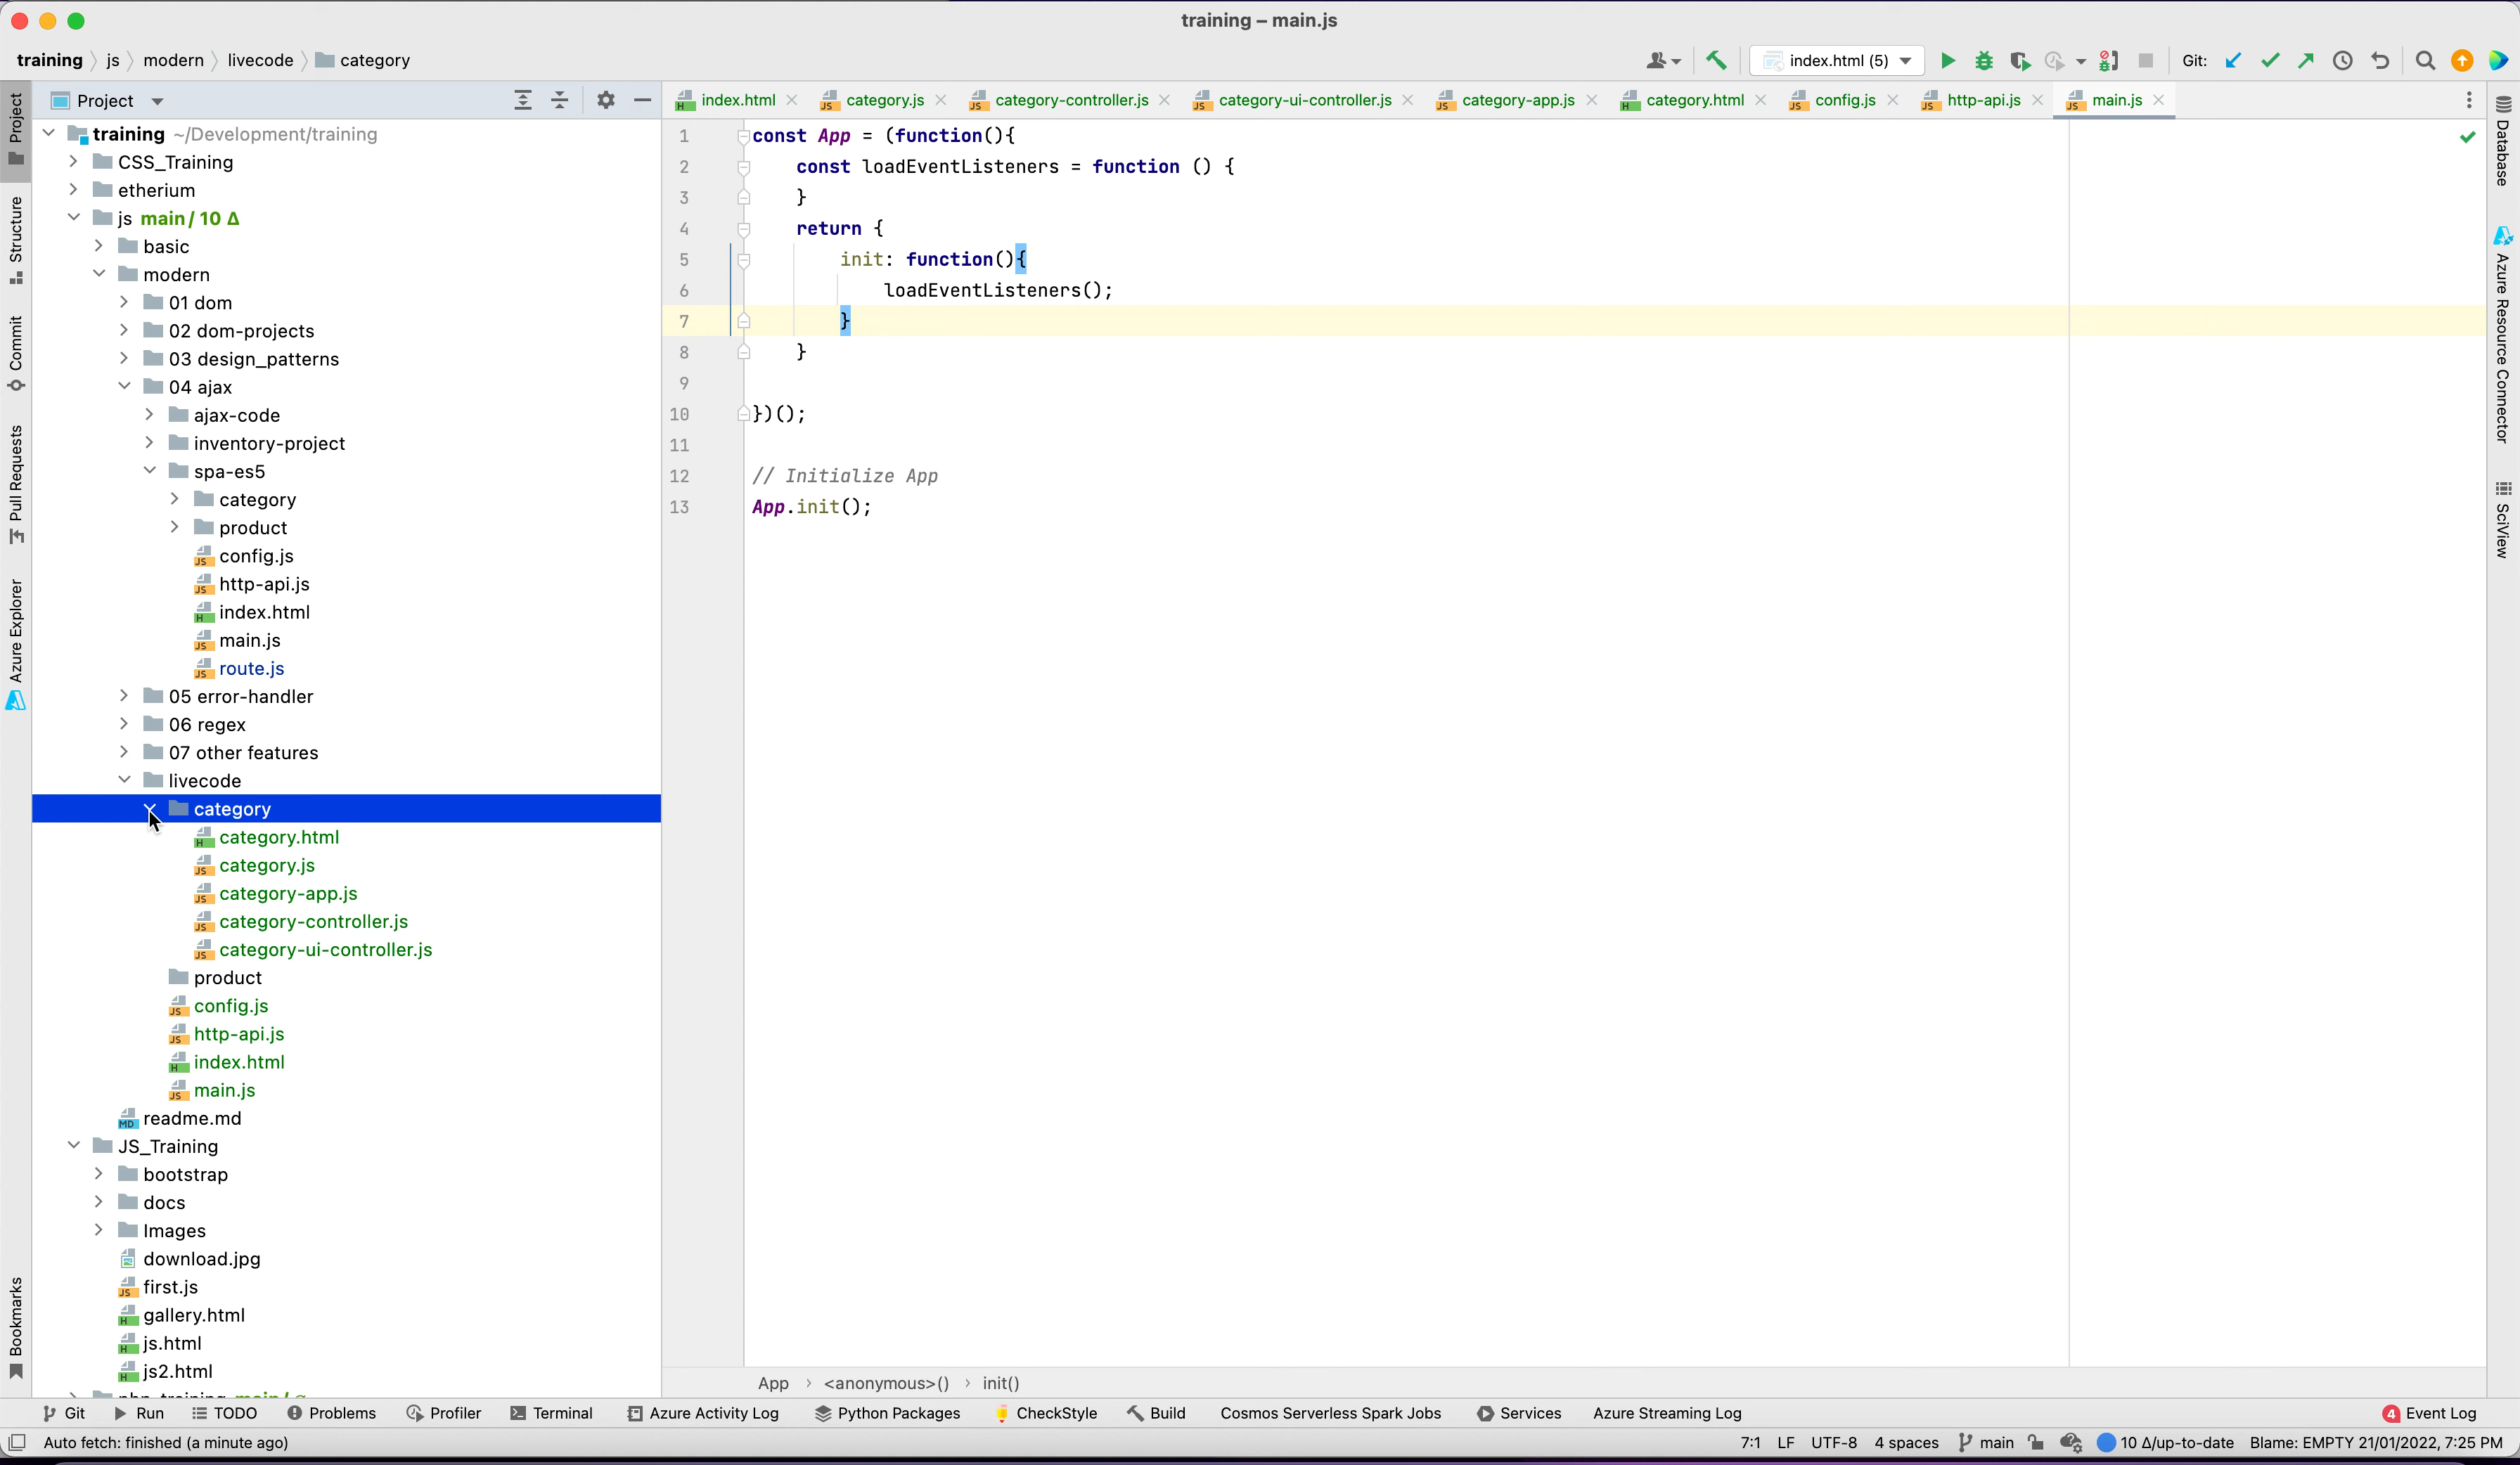 training – main.js
training js modern livecode category
index.html (5)
Git:
Project
index.html category.js category-controller.js category-ui-controller.js category-app.js category.html config.js http-api.js main.js
training ~/Development/training
CSS_Training
etherium
js main / 10 Δ
basic
modern
01 dom
02 dom-projects
03 design_patterns
04 ajax
ajax-code
inventory-project
spa-es5
category
product
config.js
http-api.js
index.html
main.js
route.js
05 error-handler
06 regex
07 other features
livecode
category
category.html
category.js
category-app.js
category-controller.js
category-ui-controller.js
product
config.js
http-api.js
index.html
main.js
readme.md
JS_Training
bootstrap
docs
Images
download.jpg
first.js
gallery.html
js.html
js2.html
1 const App = (function(){
2 const loadEventListeners = function () {
3 }
4 return {
5 init: function(){
6 loadEventListeners();
7 }
8 }
9
10 })();
11
12 // Initialize App
13 App.init();
App <anonymous>() init()
Project
Structure
Commit
Pull Requests
Azure Explorer
Bookmarks
Database
Azure Resource Connector
SciView
Git Run TODO Problems Profiler Terminal Azure Activity Log Python Packages CheckStyle Build Cosmos Serverless Spark Jobs Services Azure Streaming Log 4 Event Log
Auto fetch: finished (a minute ago) 7:1 LF UTF-8 4 spaces main 10 Δ/up-to-date Blame: EMPTY 21/01/2022, 7:25 PM